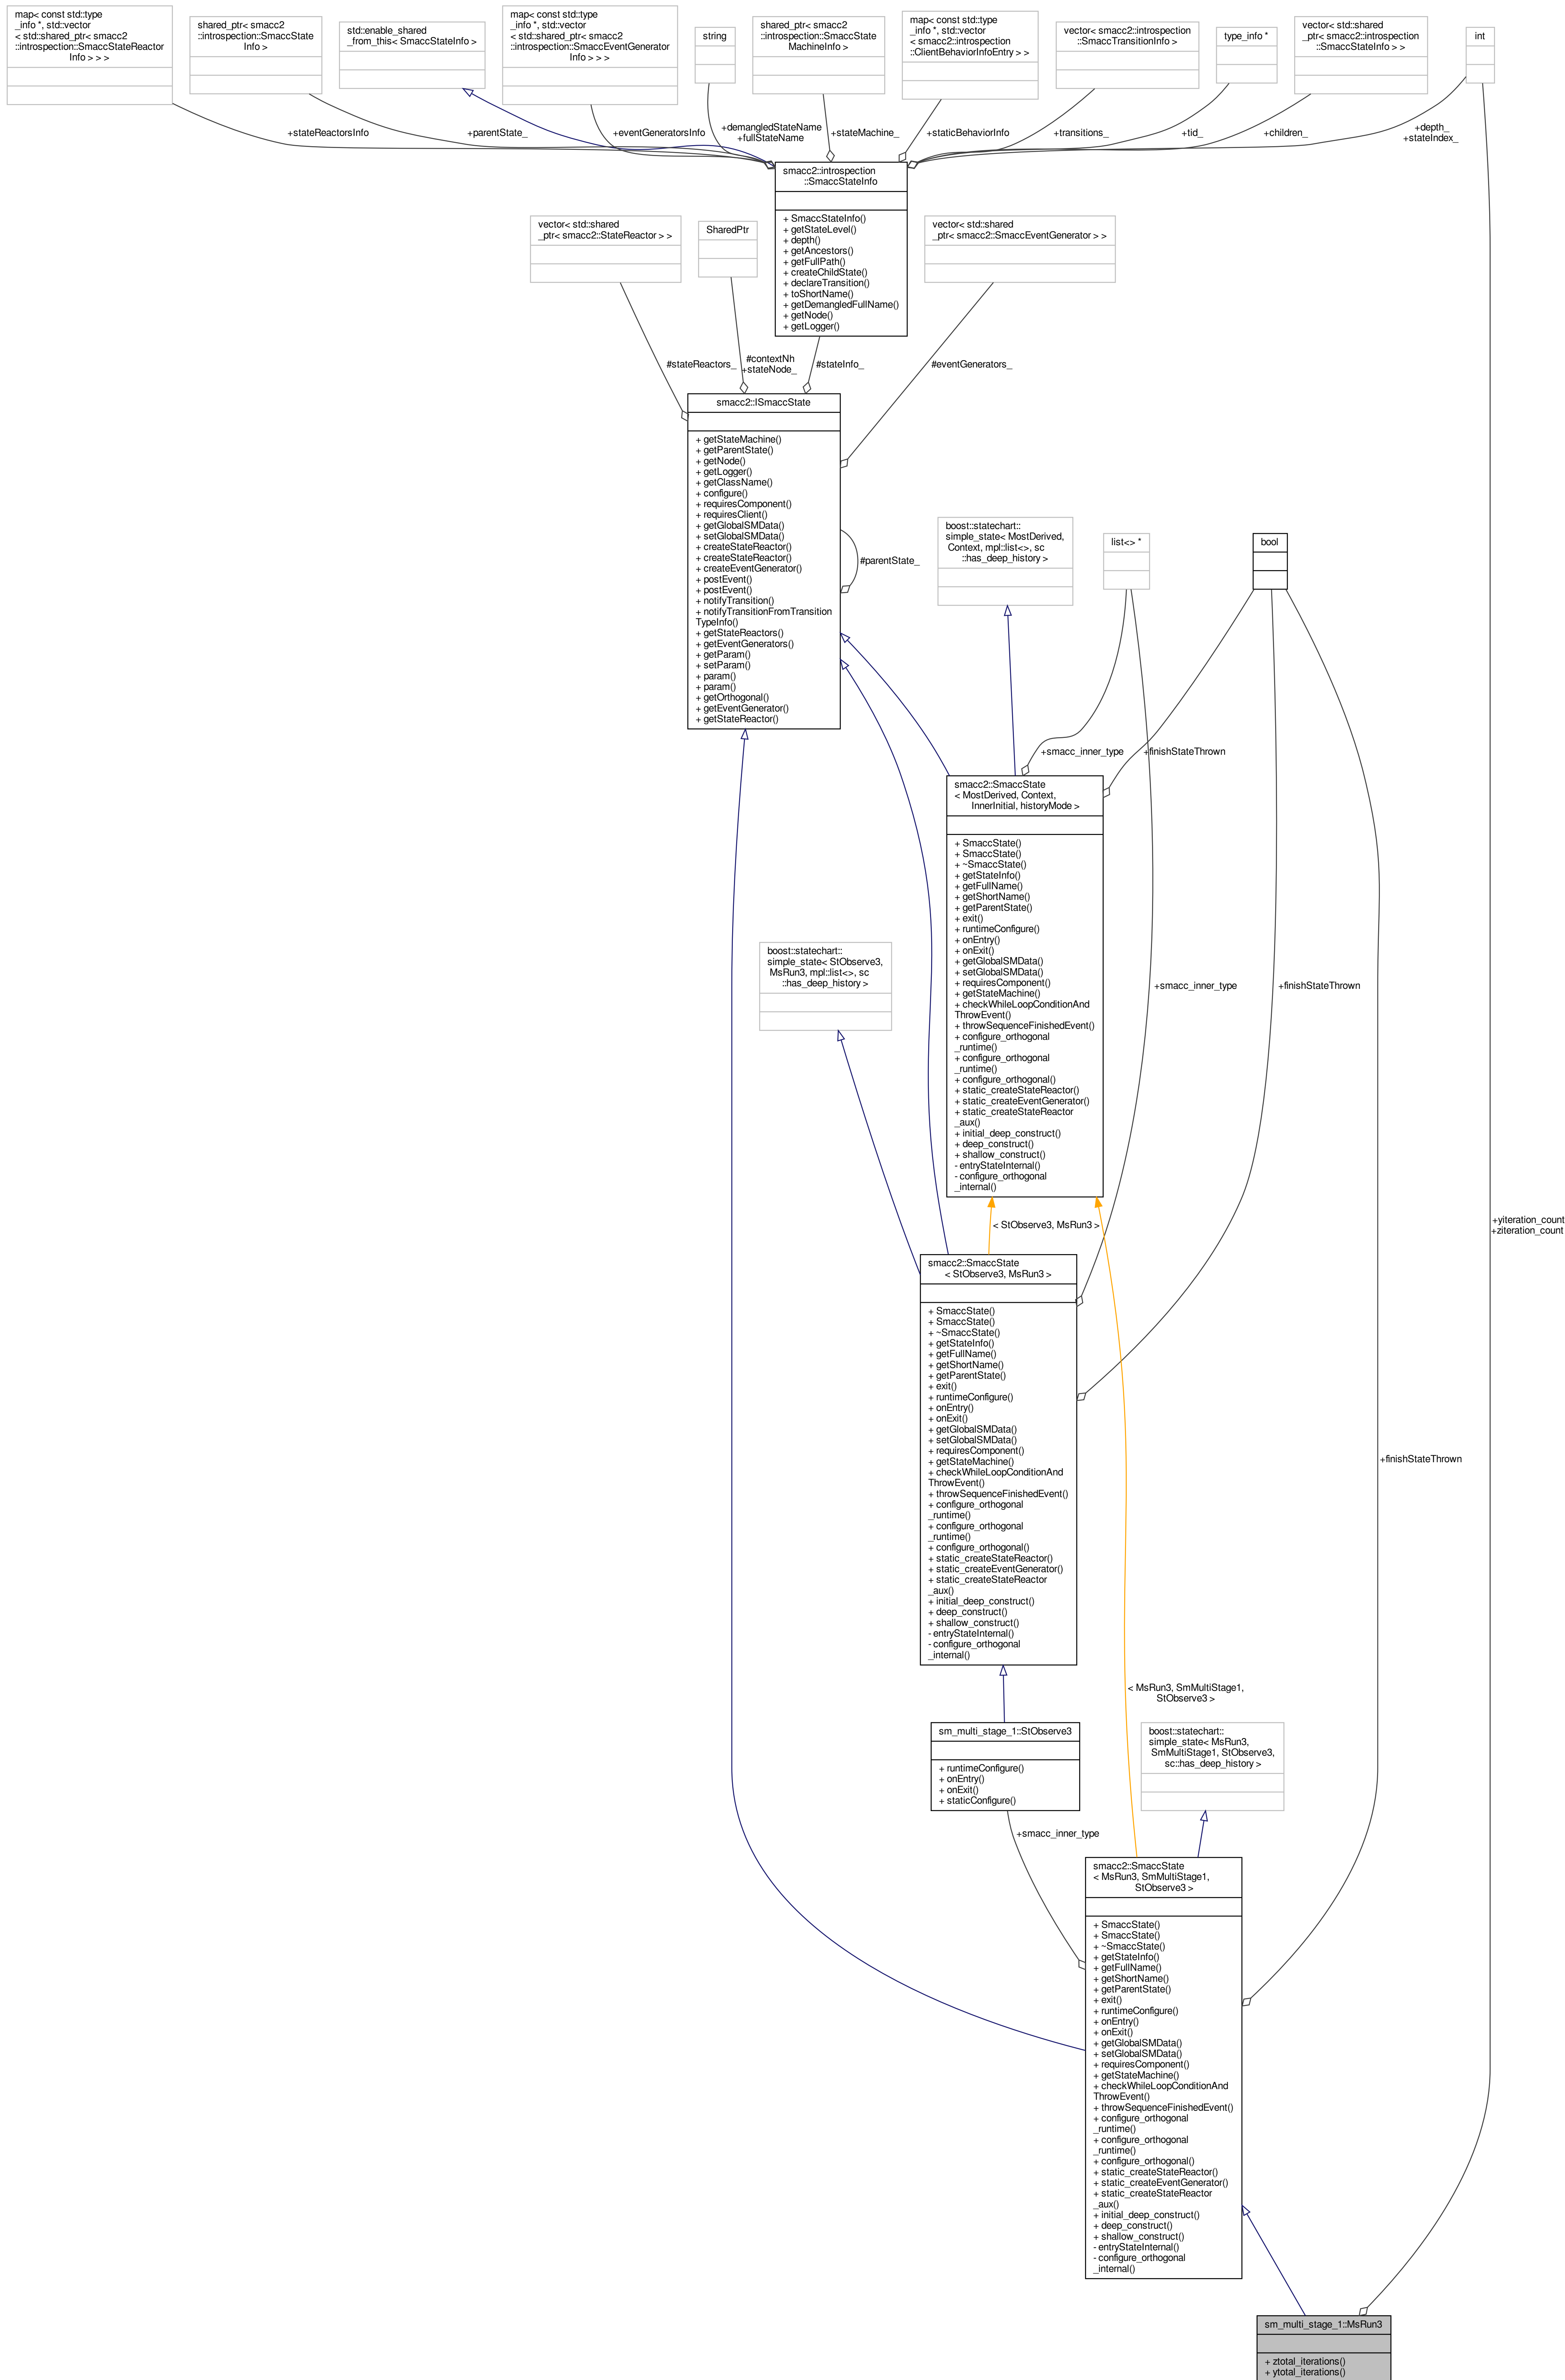 map< const std::type
_info *, std::vector
< std::shared_ptr< smacc2
::introspection::SmaccStateReactor
Info > > >
shared_ptr< smacc2
::introspection::SmaccState
Info >
std::enable_shared
_from_this< SmaccStateInfo >
map< const std::type
_info *, std::vector
< std::shared_ptr< smacc2
::introspection::SmaccEventGenerator
Info > > >
string
shared_ptr< smacc2
::introspection::SmaccState
MachineInfo >
map< const std::type
_info *, std::vector
< smacc2::introspection
::ClientBehaviorInfoEntry > >
vector< smacc2::introspection
::SmaccTransitionInfo >
type_info *
vector< std::shared
_ptr< smacc2::introspection
::SmaccStateInfo > >
int
+stateReactorsInfo
+parentState_
+eventGeneratorsInfo
+demangledStateName
+fullStateName
+stateMachine_
+staticBehaviorInfo
+transitions_
+tid_
+children_
+depth_
+stateIndex_
smacc2::introspection
::SmaccStateInfo
+ SmaccStateInfo()
+ getStateLevel()
+ depth()
+ getAncestors()
+ getFullPath()
+ createChildState()
+ declareTransition()
+ toShortName()
+ getDemangledFullName()
+ getNode()
+ getLogger()
vector< std::shared
_ptr< smacc2::StateReactor > >
SharedPtr
vector< std::shared
_ptr< smacc2::SmaccEventGenerator > >
#stateReactors_
#contextNh
+stateNode_
#stateInfo_
#eventGenerators_
smacc2::ISmaccState
+ getStateMachine()
+ getParentState()
+ getNode()
+ getLogger()
+ getClassName()
+ configure()
+ requiresComponent()
+ requiresClient()
+ getGlobalSMData()
+ setGlobalSMData()
+ createStateReactor()
+ createStateReactor()
+ createEventGenerator()
+ postEvent()
+ postEvent()
+ notifyTransition()
+ notifyTransitionFromTransition
TypeInfo()
+ getStateReactors()
+ getEventGenerators()
+ getParam()
+ setParam()
+ param()
+ param()
+ getOrthogonal()
+ getEventGenerator()
+ getStateReactor()
#parentState_
boost::statechart::
simple_state< MostDerived,
Context, mpl::list<>, sc
::has_deep_history >
list<> *
bool
+smacc_inner_type
+finishStateThrown
smacc2::SmaccState
< MostDerived, Context,
InnerInitial, historyMode >
+ SmaccState()
+ SmaccState()
+ ~SmaccState()
+ getStateInfo()
+ getFullName()
+ getShortName()
+ getParentState()
+ exit()
+ runtimeConfigure()
+ onEntry()
+ onExit()
+ getGlobalSMData()
+ setGlobalSMData()
+ requiresComponent()
+ getStateMachine()
+ checkWhileLoopConditionAnd
ThrowEvent()
+ throwSequenceFinishedEvent()
+ configure_orthogonal
_runtime()
+ configure_orthogonal
_runtime()
+ configure_orthogonal()
+ static_createStateReactor()
+ static_createEventGenerator()
+ static_createStateReactor
_aux()
+ initial_deep_construct()
+ deep_construct()
+ shallow_construct()
- entryStateInternal()
- configure_orthogonal
_internal()
boost::statechart::
simple_state< StObserve3,
MsRun3, mpl::list<>, sc
::has_deep_history >
+smacc_inner_type
+finishStateThrown
< StObserve3, MsRun3 >
+yiteration_count
+ziteration_count
smacc2::SmaccState
< StObserve3, MsRun3 >
+ SmaccState()
+ SmaccState()
+ ~SmaccState()
+ getStateInfo()
+ getFullName()
+ getShortName()
+ getParentState()
+ exit()
+ runtimeConfigure()
+ onEntry()
+ onExit()
+ getGlobalSMData()
+ setGlobalSMData()
+ requiresComponent()
+ getStateMachine()
+ checkWhileLoopConditionAnd
ThrowEvent()
+ throwSequenceFinishedEvent()
+ configure_orthogonal
_runtime()
+ configure_orthogonal
_runtime()
+ configure_orthogonal()
+ static_createStateReactor()
+ static_createEventGenerator()
+ static_createStateReactor
_aux()
+ initial_deep_construct()
+ deep_construct()
+ shallow_construct()
- entryStateInternal()
- configure_orthogonal
_internal()
+finishStateThrown
< MsRun3, SmMultiStage1,
StObserve3 >
sm_multi_stage_1::StObserve3
+ runtimeConfigure()
+ onEntry()
+ onExit()
+ staticConfigure()
boost::statechart::
simple_state< MsRun3,
SmMultiStage1, StObserve3,
sc::has_deep_history >
+smacc_inner_type
smacc2::SmaccState
< MsRun3, SmMultiStage1,
StObserve3 >
+ SmaccState()
+ SmaccState()
+ ~SmaccState()
+ getStateInfo()
+ getFullName()
+ getShortName()
+ getParentState()
+ exit()
+ runtimeConfigure()
+ onEntry()
+ onExit()
+ getGlobalSMData()
+ setGlobalSMData()
+ requiresComponent()
+ getStateMachine()
+ checkWhileLoopConditionAnd
ThrowEvent()
+ throwSequenceFinishedEvent()
+ configure_orthogonal
_runtime()
+ configure_orthogonal
_runtime()
+ configure_orthogonal()
+ static_createStateReactor()
+ static_createEventGenerator()
+ static_createStateReactor
_aux()
+ initial_deep_construct()
+ deep_construct()
+ shallow_construct()
- entryStateInternal()
- configure_orthogonal
_internal()
sm_multi_stage_1::MsRun3
+ ztotal_iterations()
+ ytotal_iterations()